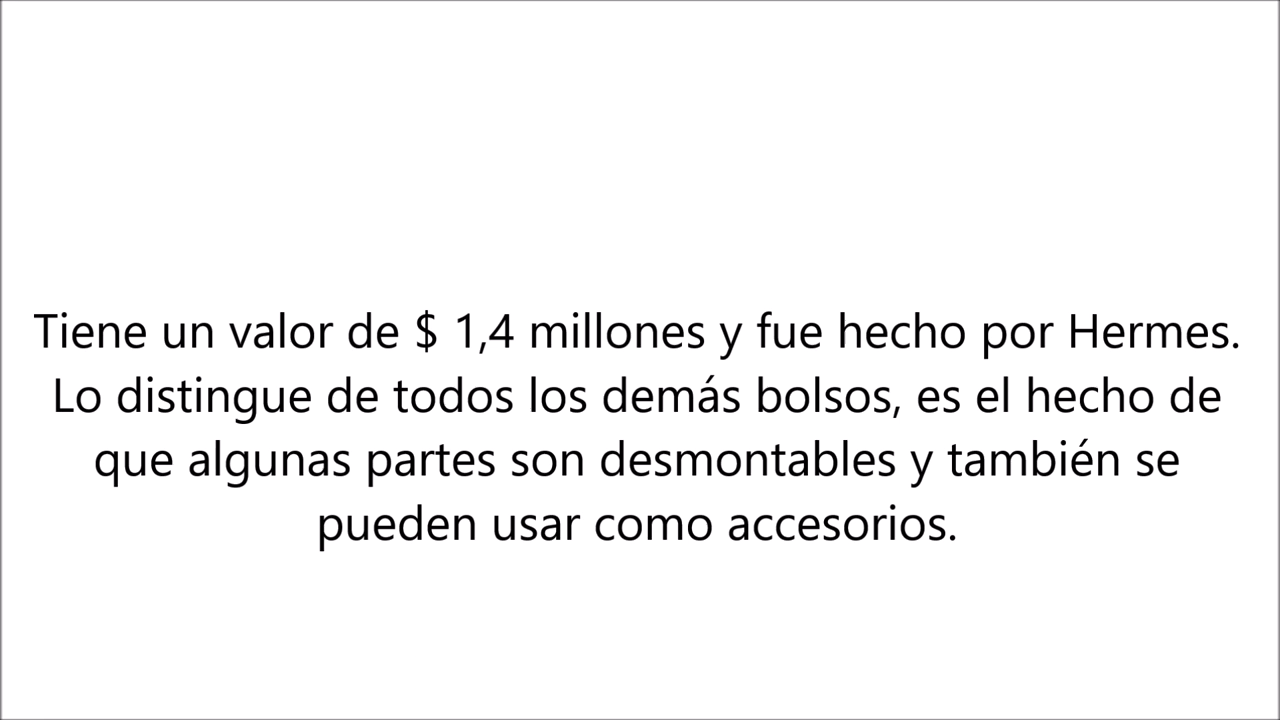 Tiene un valor de $ 1,4 millones y fue hecho por Hermes.
Lo distingue de todos los demás bolsos, es el hecho de
que algunas partes son desmontables y también se
pueden usar como accesorios.